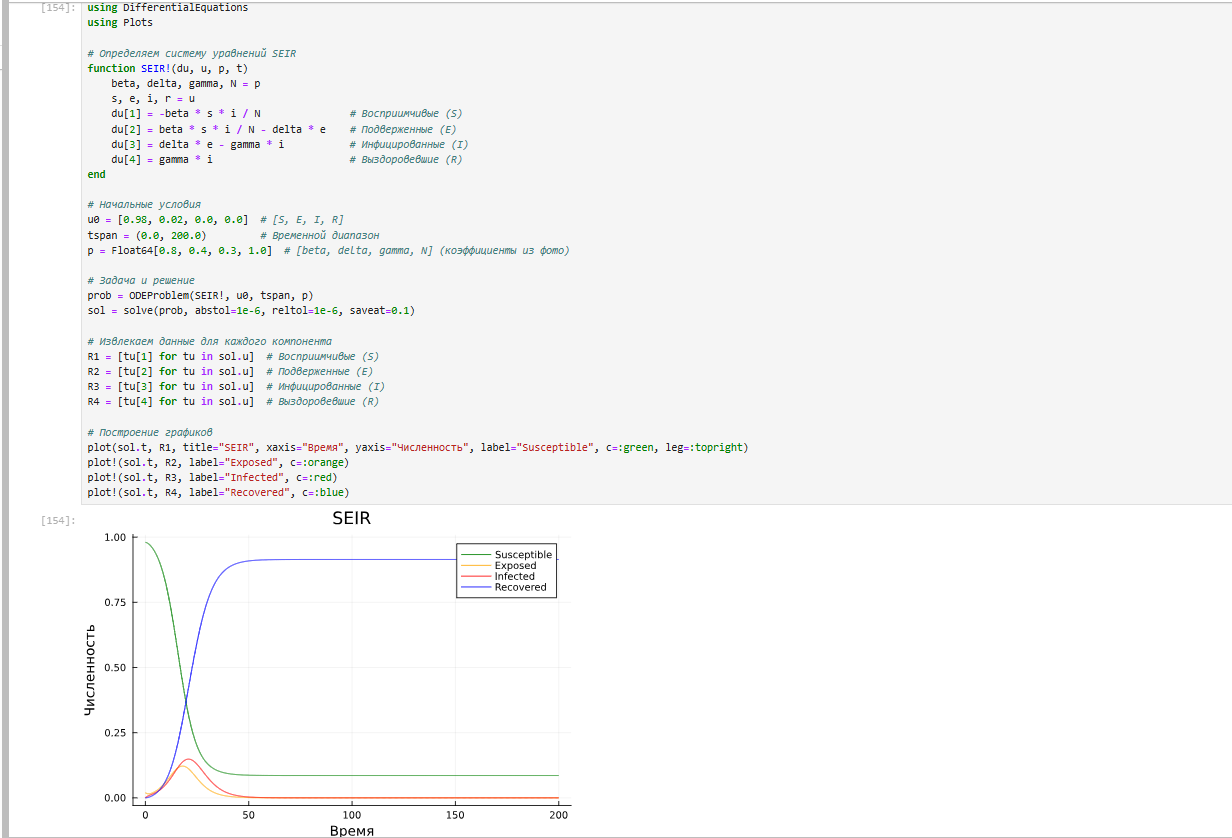 [154]:
using DifferentialEquations
using Plots
# Определяем систему уравнений SEIR
function SEIR!(du, u, p, t)
    beta, delta, gamma, N = p
    s, e, i, r = u
    du[1] = -beta * s * i / N               # Восприимчивые (S)
    du[2] = beta * s * i / N - delta * e    # Подверженные (E)
    du[3] = delta * e - gamma * i           # Инфицированные (I)
    du[4] = gamma * i                       # Выздоровевшие (R)
end
# Начальные условия
u0 = [0.98, 0.02, 0.0, 0.0]  # [S, E, I, R]
tspan = (0.0, 200.0)         # Временной диапазон
p = Float64[0.8, 0.4, 0.3, 1.0]  # [beta, delta, gamma, N] (коэффициенты из фото)
# Задача и решение
prob = ODEProblem(SEIR!, u0, tspan, p)
sol = solve(prob, abstol=1e-6, reltol=1e-6, saveat=0.1)
# Извлекаем данные для каждого компонента
R1 = [tu[1] for tu in sol.u]  # Восприимчивые (S)
R2 = [tu[2] for tu in sol.u]  # Подверженные (E)
R3 = [tu[3] for tu in sol.u]  # Инфицированные (I)
R4 = [tu[4] for tu in sol.u]  # Выздоровевшие (R)
# Построение графиков
plot(sol.t, R1, title="SEIR", xaxis="Время", yaxis="Численность", label="Susceptible", c=:green, leg=:topright)
plot!(sol.t, R2, label="Exposed", c=:orange)
plot!(sol.t, R3, label="Infected", c=:red)
plot!(sol.t, R4, label="Recovered", c=:blue)
[154]:
SEIR
1.00
0.75
0.50
0.25
0.00
Численность
Susceptible
Exposed
Infected
Recovered
0 50 100 150 200
Время